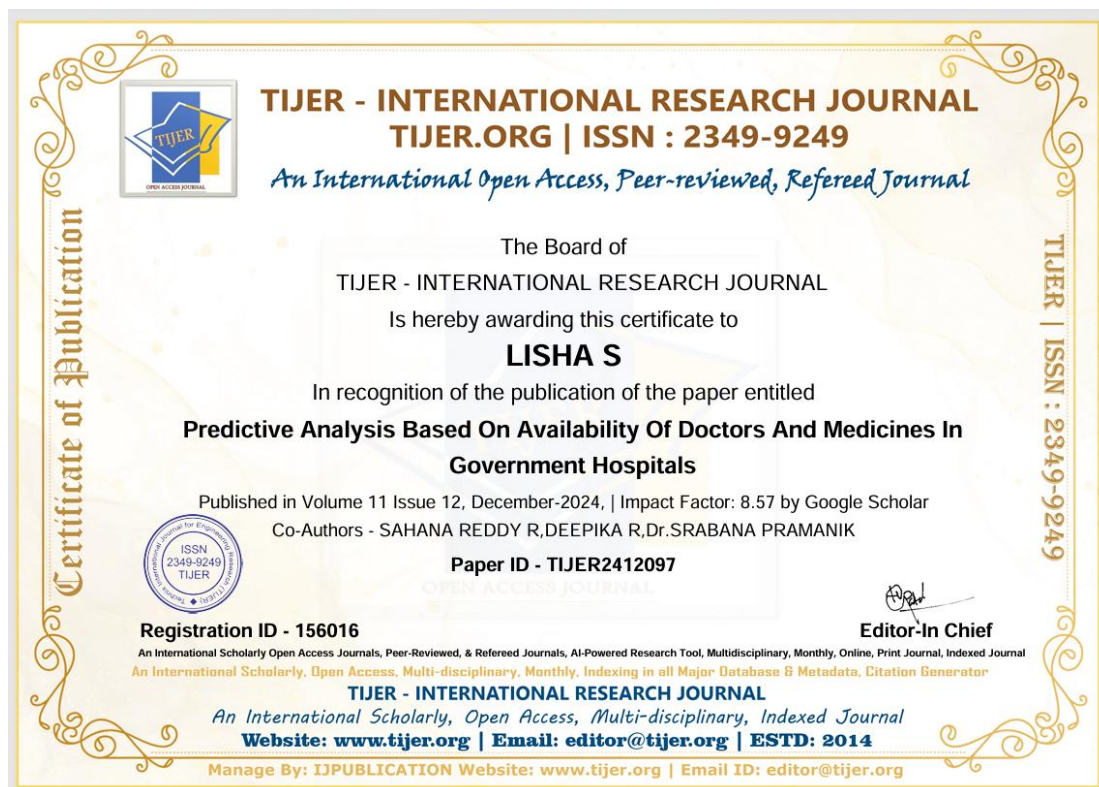 TIJER - INTERNATIONAL RESEARCH JOURNAL
TIJER.ORG | ISSN : 2349-9249
An International Open Access, Peer-reviewed, Refereed Journal
TIJER
OPEN ACCESS JOURNAL
Certificate of Publication
TIJER | ISSN : 2349-9249
The Board of
TIJER - INTERNATIONAL RESEARCH JOURNAL
Is hereby awarding this certificate to
LISHA S
In recognition of the publication of the paper entitled
Predictive Analysis Based On Availability Of Doctors And Medicines In
Government Hospitals
Published in Volume 11 Issue 12, December-2024, | Impact Factor: 8.57 by Google Scholar
Co-Authors - SAHANA REDDY R,DEEPIKA R,Dr.SRABANA PRAMANIK
Paper ID - TIJER2412097
OPEN ACCESS JOURNAL
ISSN
2349-9249
TIJER
Registration ID - 156016
Editor-In Chief
An International Scholarly Open Access Journals, Peer-Reviewed, & Refereed Journals, AI-Powered Research Tool, Multidisciplinary, Monthly, Online, Print Journal, Indexed Journal
An International Scholarly, Open Access, Multi-disciplinary, Monthly, Indexing in all Major Database & Metadata, Citation Generator
TIJER - INTERNATIONAL RESEARCH JOURNAL
An International Scholarly, Open Access, Multi-disciplinary, Indexed Journal
Website: www.tijer.org | Email: editor@tijer.org | ESTD: 2014
Manage By: IJPUBLICATION Website: www.tijer.org | Email ID: editor@tijer.org